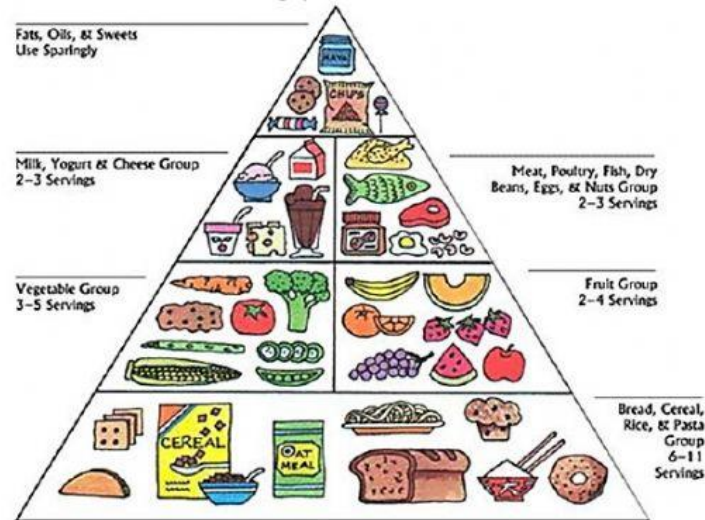 Fats, Oils, & Sweets
Use Sparingly
MAYO
CHIPS
Milk, Yogurt & Cheese Group
2–3 Servings
Meat, Poultry, Fish, Dry
Beans, Eggs, & Nuts Group
2–3 Servings
Vegetable Group
3–5 Servings
Fruit Group
2–4 Servings
Bread, Cereal,
Rice, & Pasta
Group
6–11
Servings
CEREAL
OAT
MEAL